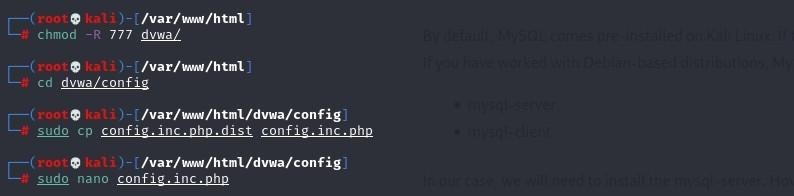 ┌──(root💀kali)-[/var/www/html]
└─# chmod -R 777 dvwa/
┌──(root💀kali)-[/var/www/html]
└─# cd dvwa/config
┌──(root💀kali)-[/var/www/html/dvwa/config]
└─# sudo cp config.inc.php.dist config.inc.php
┌──(root💀kali)-[/var/www/html/dvwa/config]
└─# sudo nano config.inc.php
By default, MySQL comes pre-installed on Kali Linux. If
If you have worked with Debian-based distributions, My
• mysql-server
• mysql-client
In our case, we will need to install the mysql-server. How